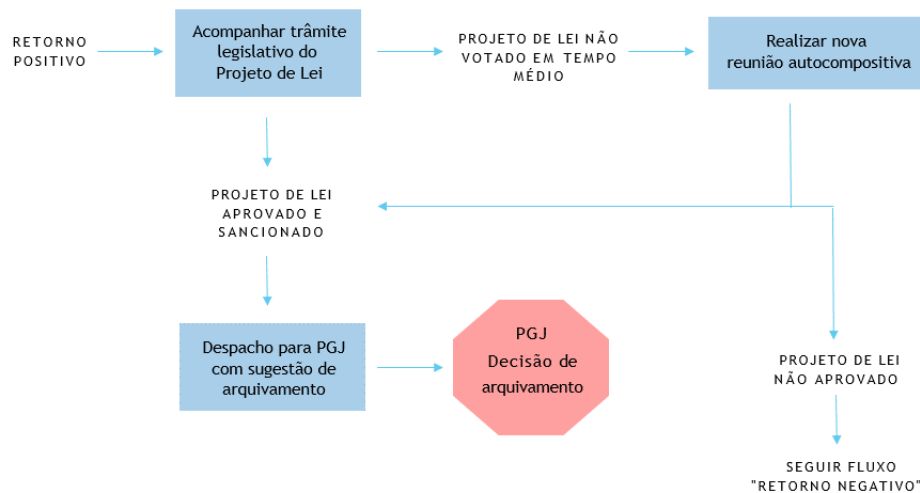 RETORNO
POSITIVO
Acompanhar trâmite
legislativo do
Projeto de Lei
PROJETO DE LEI NÃO
VOTADO EM TEMPO
MÉDIO
Realizar nova
reunião autocompositiva
PROJETO DE LEI
APROVADO E
SANCIONADO
Despacho para PGJ
com sugestão de
arquivamento
PGJ
Decisão de
arquivamento
PROJETO DE LEI
NÃO APROVADO
SEGUIR FLUXO
"RETORNO NEGATIVO"